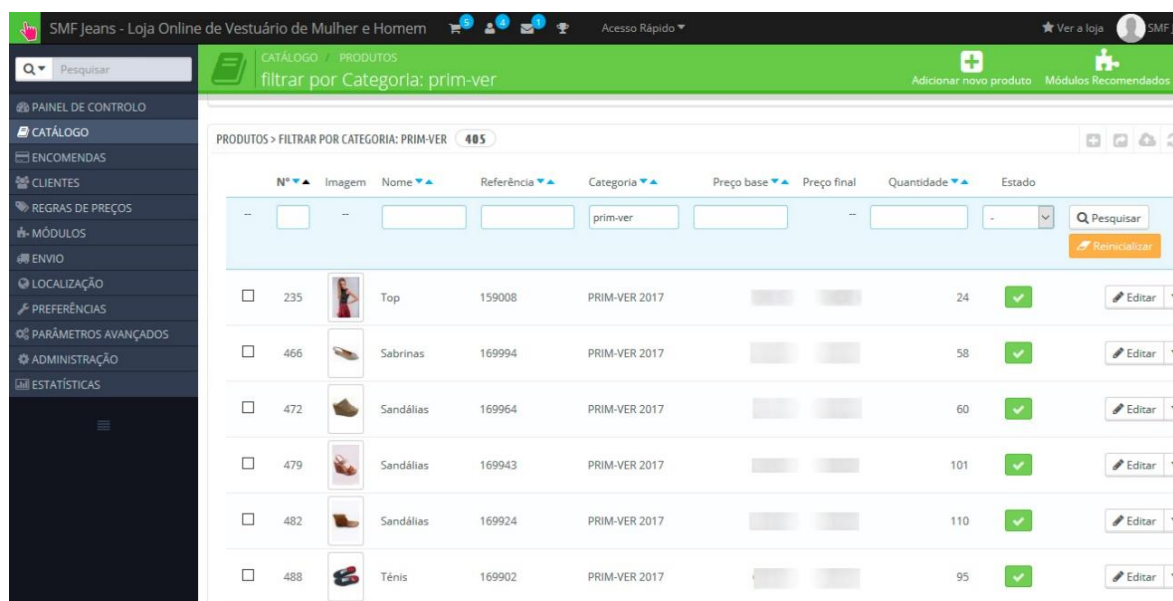 SMF Jeans - Loja Online de Vestuário de Mulher e Homem 5 4 1 Acesso Rápido Ver a loja SMF
Pesquisar
CATÁLOGO / PRODUTOS
filtrar por Categoria: prim-ver
Adicionar novo produto Módulos Recomendados
PAINEL DE CONTROLO
CATÁLOGO
ENCOMENDAS
CLIENTES
REGRAS DE PREÇOS
MÓDULOS
ENVIO
LOCALIZAÇÃO
PREFERÊNCIAS
PARÂMETROS AVANÇADOS
ADMINISTRAÇÃO
ESTATÍSTICAS
PRODUTOS > FILTRAR POR CATEGORIA: PRIM-VER 405
Nº Imagem Nome Referência Categoria Preço base Preço final Quantidade Estado
-- -- prim-ver -- - Pesquisar
Reinicializar
235 Top 159008 PRIM-VER 2017 24 Editar
466 Sabrinas 169994 PRIM-VER 2017 58 Editar
472 Sandálias 169964 PRIM-VER 2017 60 Editar
479 Sandálias 169943 PRIM-VER 2017 101 Editar
482 Sandálias 169924 PRIM-VER 2017 110 Editar
488 Ténis 169902 PRIM-VER 2017 95 Editar